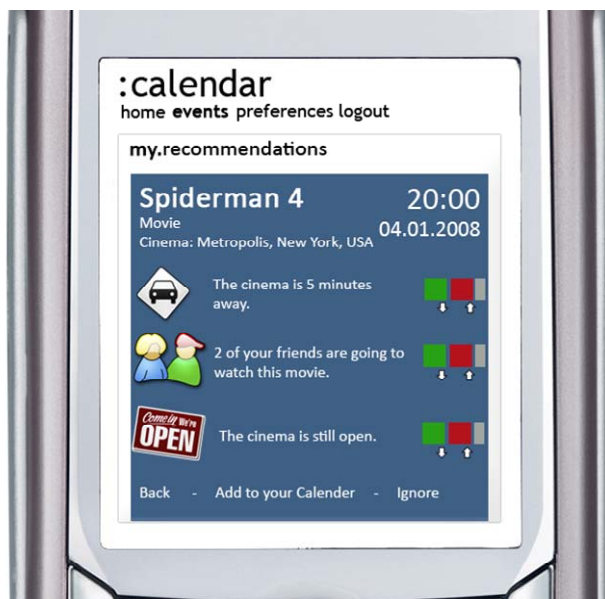 :calendar
home events preferences logout
my.recommendations
Spiderman 4 20:00
Movie 04.01.2008
Cinema: Metropolis, New York, USA
The cinema is 5 minutes
away.
2 of your friends are going to
watch this movie.
Come in We're
OPEN
The cinema is still open.
Back - Add to your Calender - Ignore